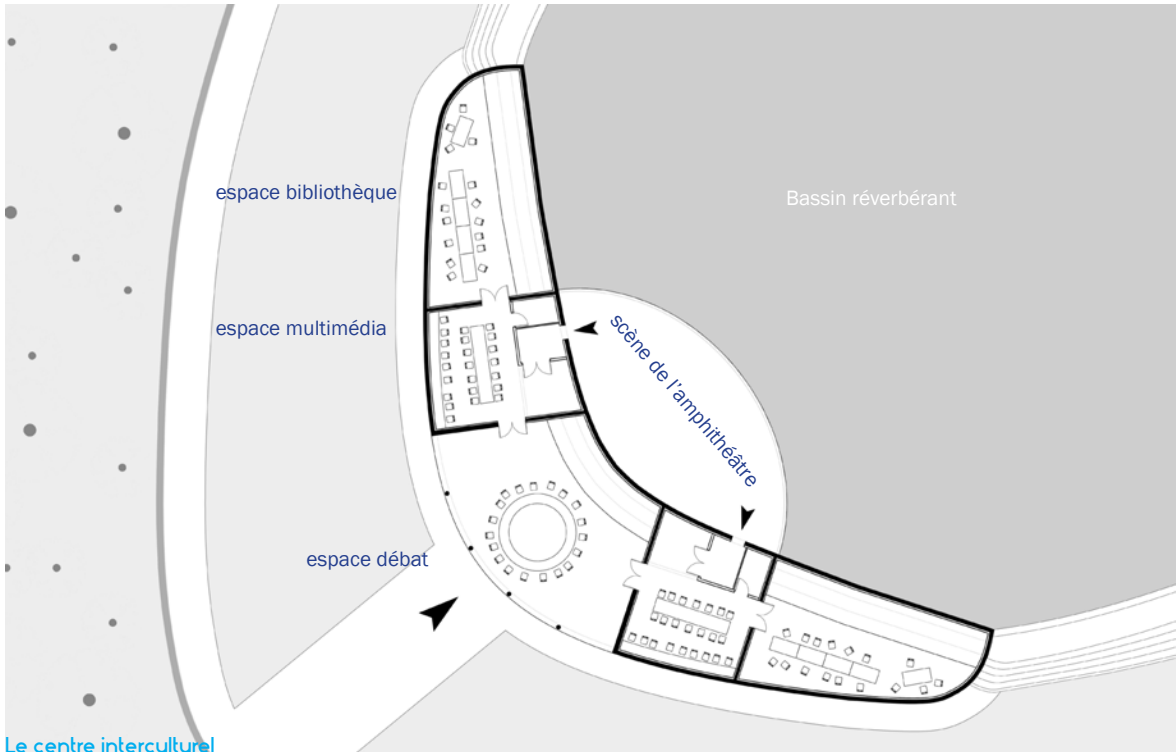 espace bibliothèque
Bassin réverbérant
espace multimédia
scène de l'amphithéâtre
espace débat
Le centre interculturel